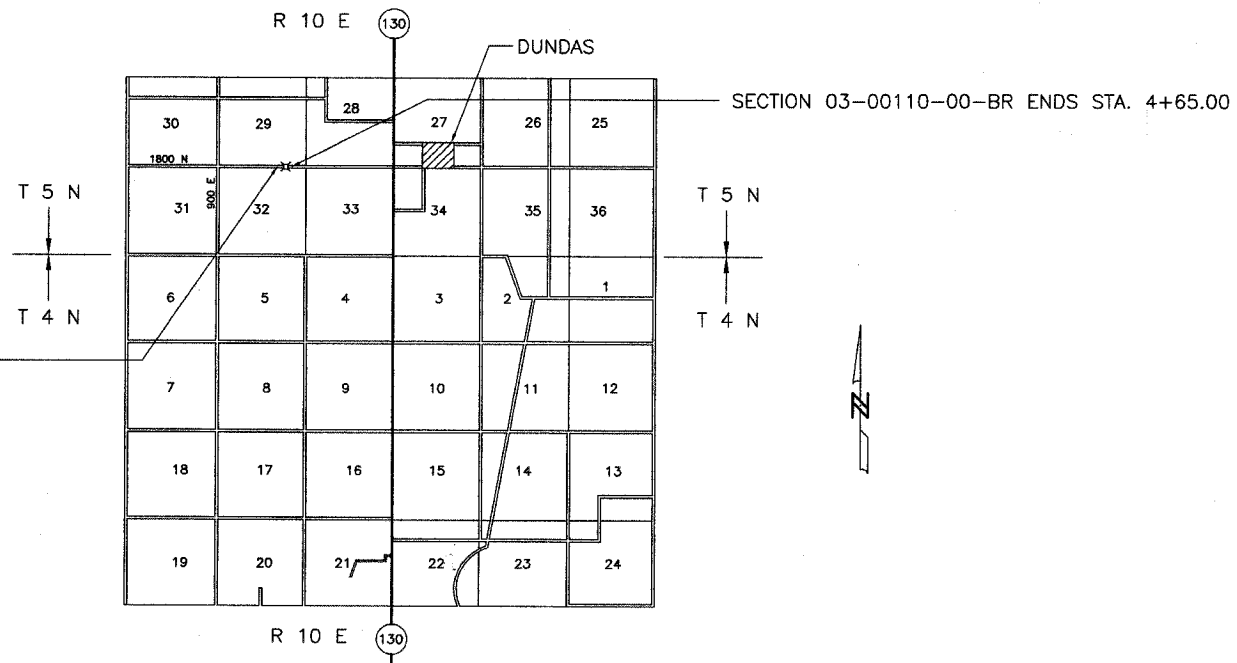 R 10 E
130
DUNDAS
SECTION 03-00110-00-BR ENDS STA. 4+65.00
30 29 28 27 26 25
1800 N
900 E
T 5 N
31 32 33 34 35 36
T 5 N
T 4 N
6 5 4 3 2 1
T 4 N
7 8 9 10 11 12
N
18 17 16 15 14 13
19 20 21 22 23 24
R 10 E
130